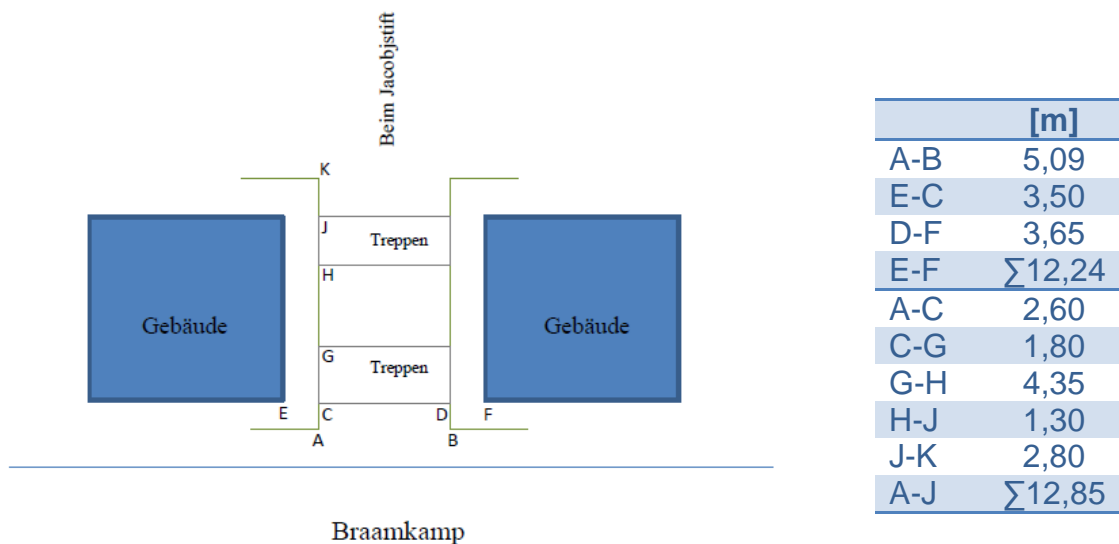 Beim Jacobjstift
K
J
Treppen
H
Gebäude
Gebäude
G
Treppen
E C D F
A B
Braamkamp
[m]
A-B 5,09
E-C 3,50
D-F 3,65
E-F ∑12,24
A-C 2,60
C-G 1,80
G-H 4,35
H-J 1,30
J-K 2,80
A-J ∑12,85